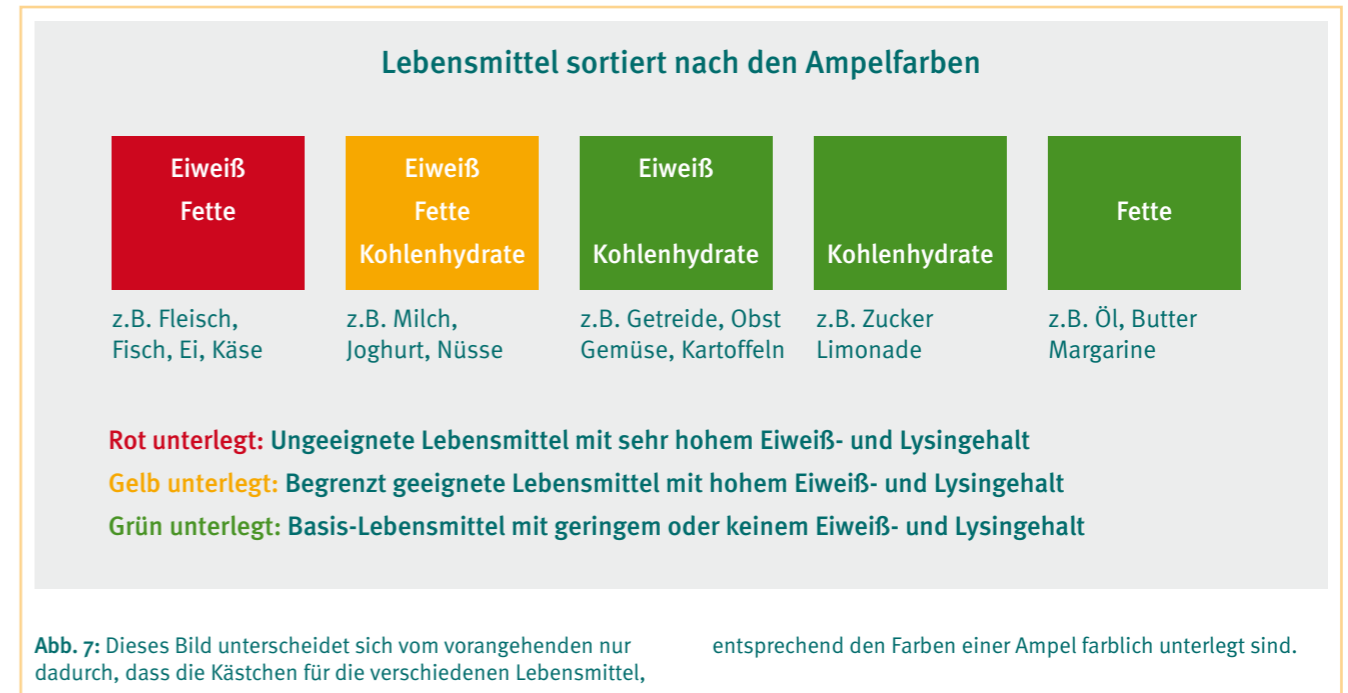 Lebensmittel sortiert nach den Ampelfarben
Eiweiß
Fette
z.B. Fleisch,
Fisch, Ei, Käse
Eiweiß
Fette
Kohlenhydrate
z.B. Milch,
Joghurt, Nüsse
Eiweiß
Kohlenhydrate
z.B. Getreide, Obst
Gemüse, Kartoffeln
Kohlenhydrate
z.B. Zucker
Limonade
Fette
z.B. Öl, Butter
Margarine
Rot unterlegt: Ungeeignete Lebensmittel mit sehr hohem Eiweiß- und Lysingehalt
Gelb unterlegt: Begrenzt geeignete Lebensmittel mit hohem Eiweiß- und Lysingehalt
Grün unterlegt: Basis-Lebensmittel mit geringem oder keinem Eiweiß- und Lysingehalt
Abb. 7: Dieses Bild unterscheidet sich vom vorangehenden nur
dadurch, dass die Kästchen für die verschiedenen Lebensmittel,
entsprechend den Farben einer Ampel farblich unterlegt sind.